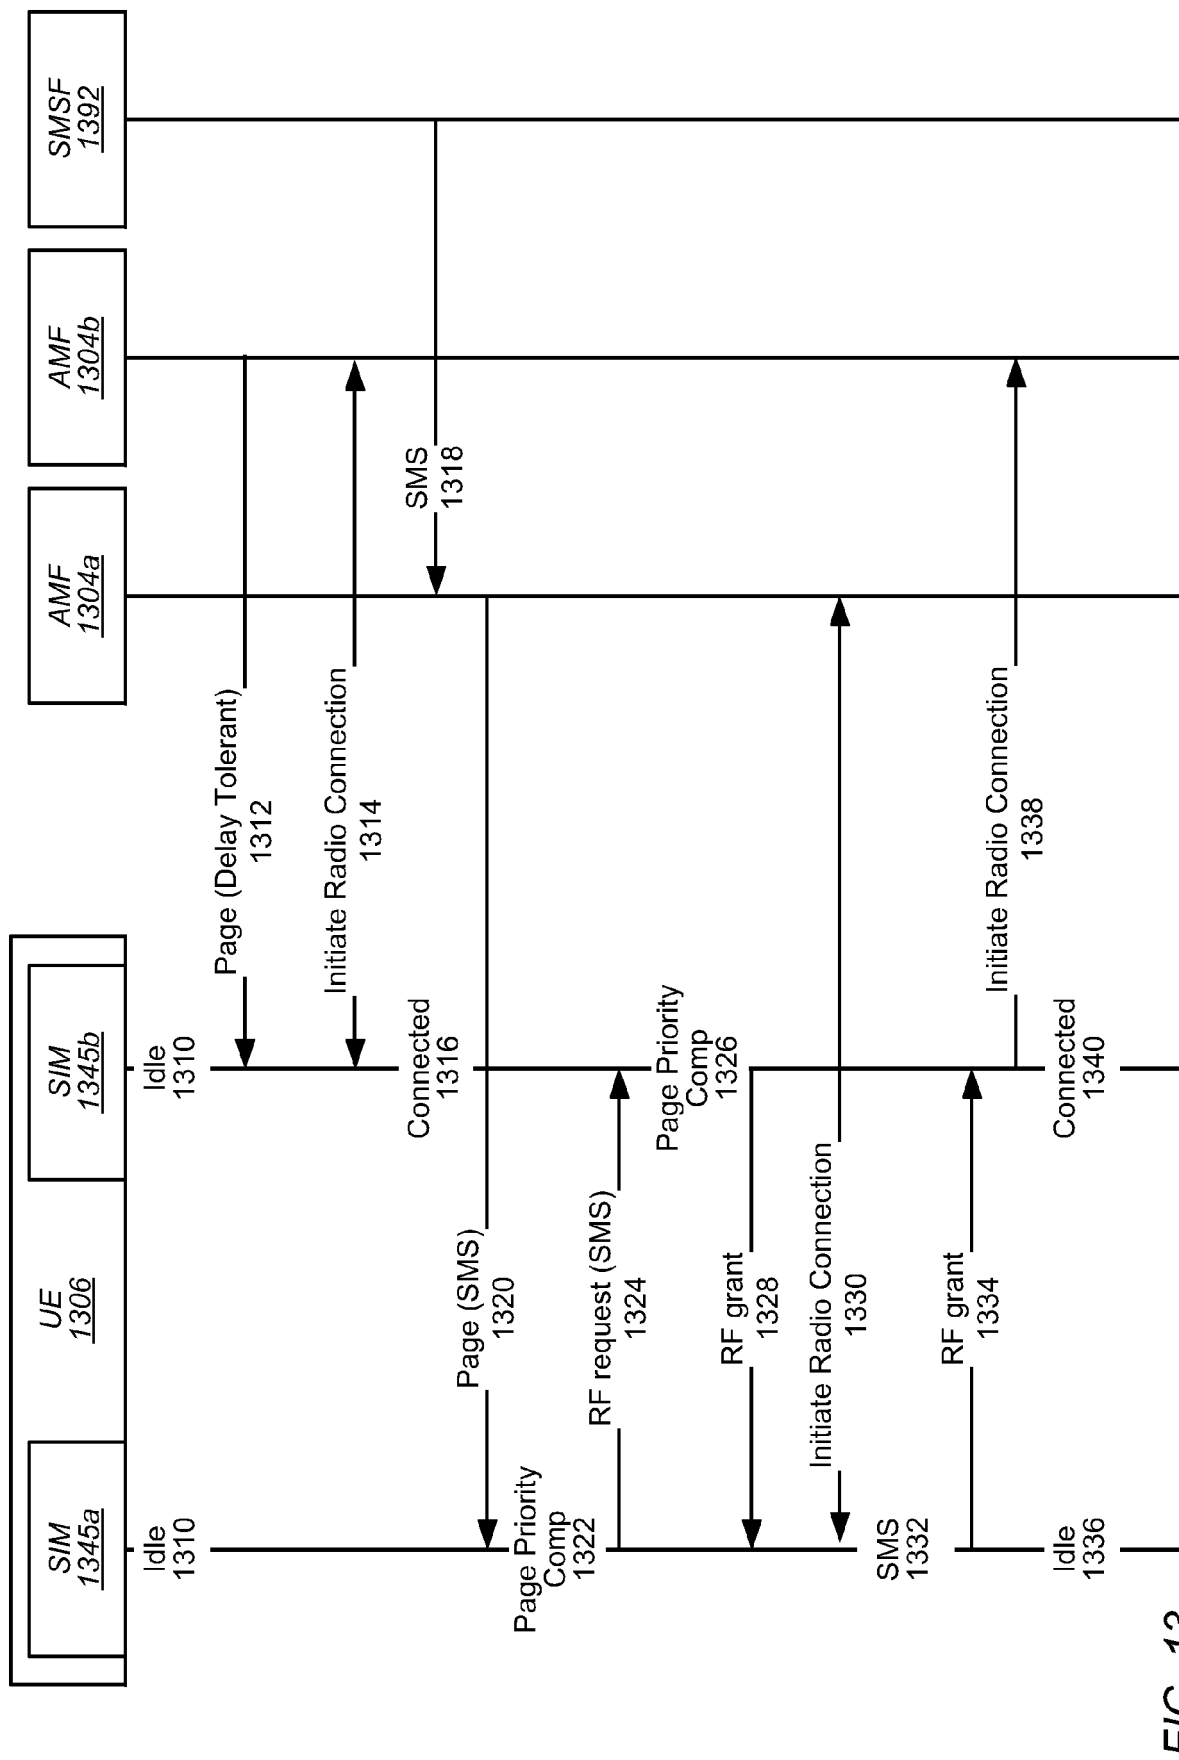 UE
1306
SIM
1345a
SIM
1345b
AMF
1304a
AMF
1304b
SMSF
1392
Idle
1310
Idle
1310
Page (Delay Tolerant)
1312
Initiate Radio Connection
1314
Connected
1316
SMS
1318
Page (SMS)
1320
Page Priority
Comp
1322
RF request (SMS)
1324
Page Priority
Comp
1326
RF grant
1328
Initiate Radio Connection
1330
SMS
1332
RF grant
1334
Idle
1336
Initiate Radio Connection
1338
Connected
1340
FIG. 13